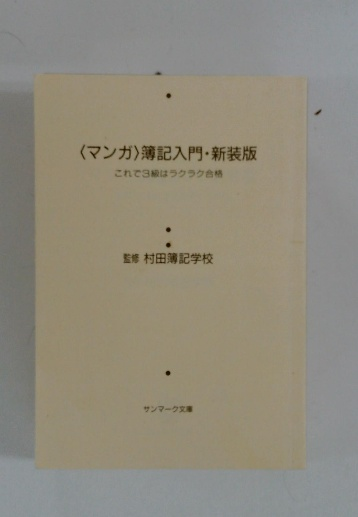 〈マンガ〉簿記入門・新装版
これで3級はラクラク合格
監修 村田簿記学校
サンマーク文庫